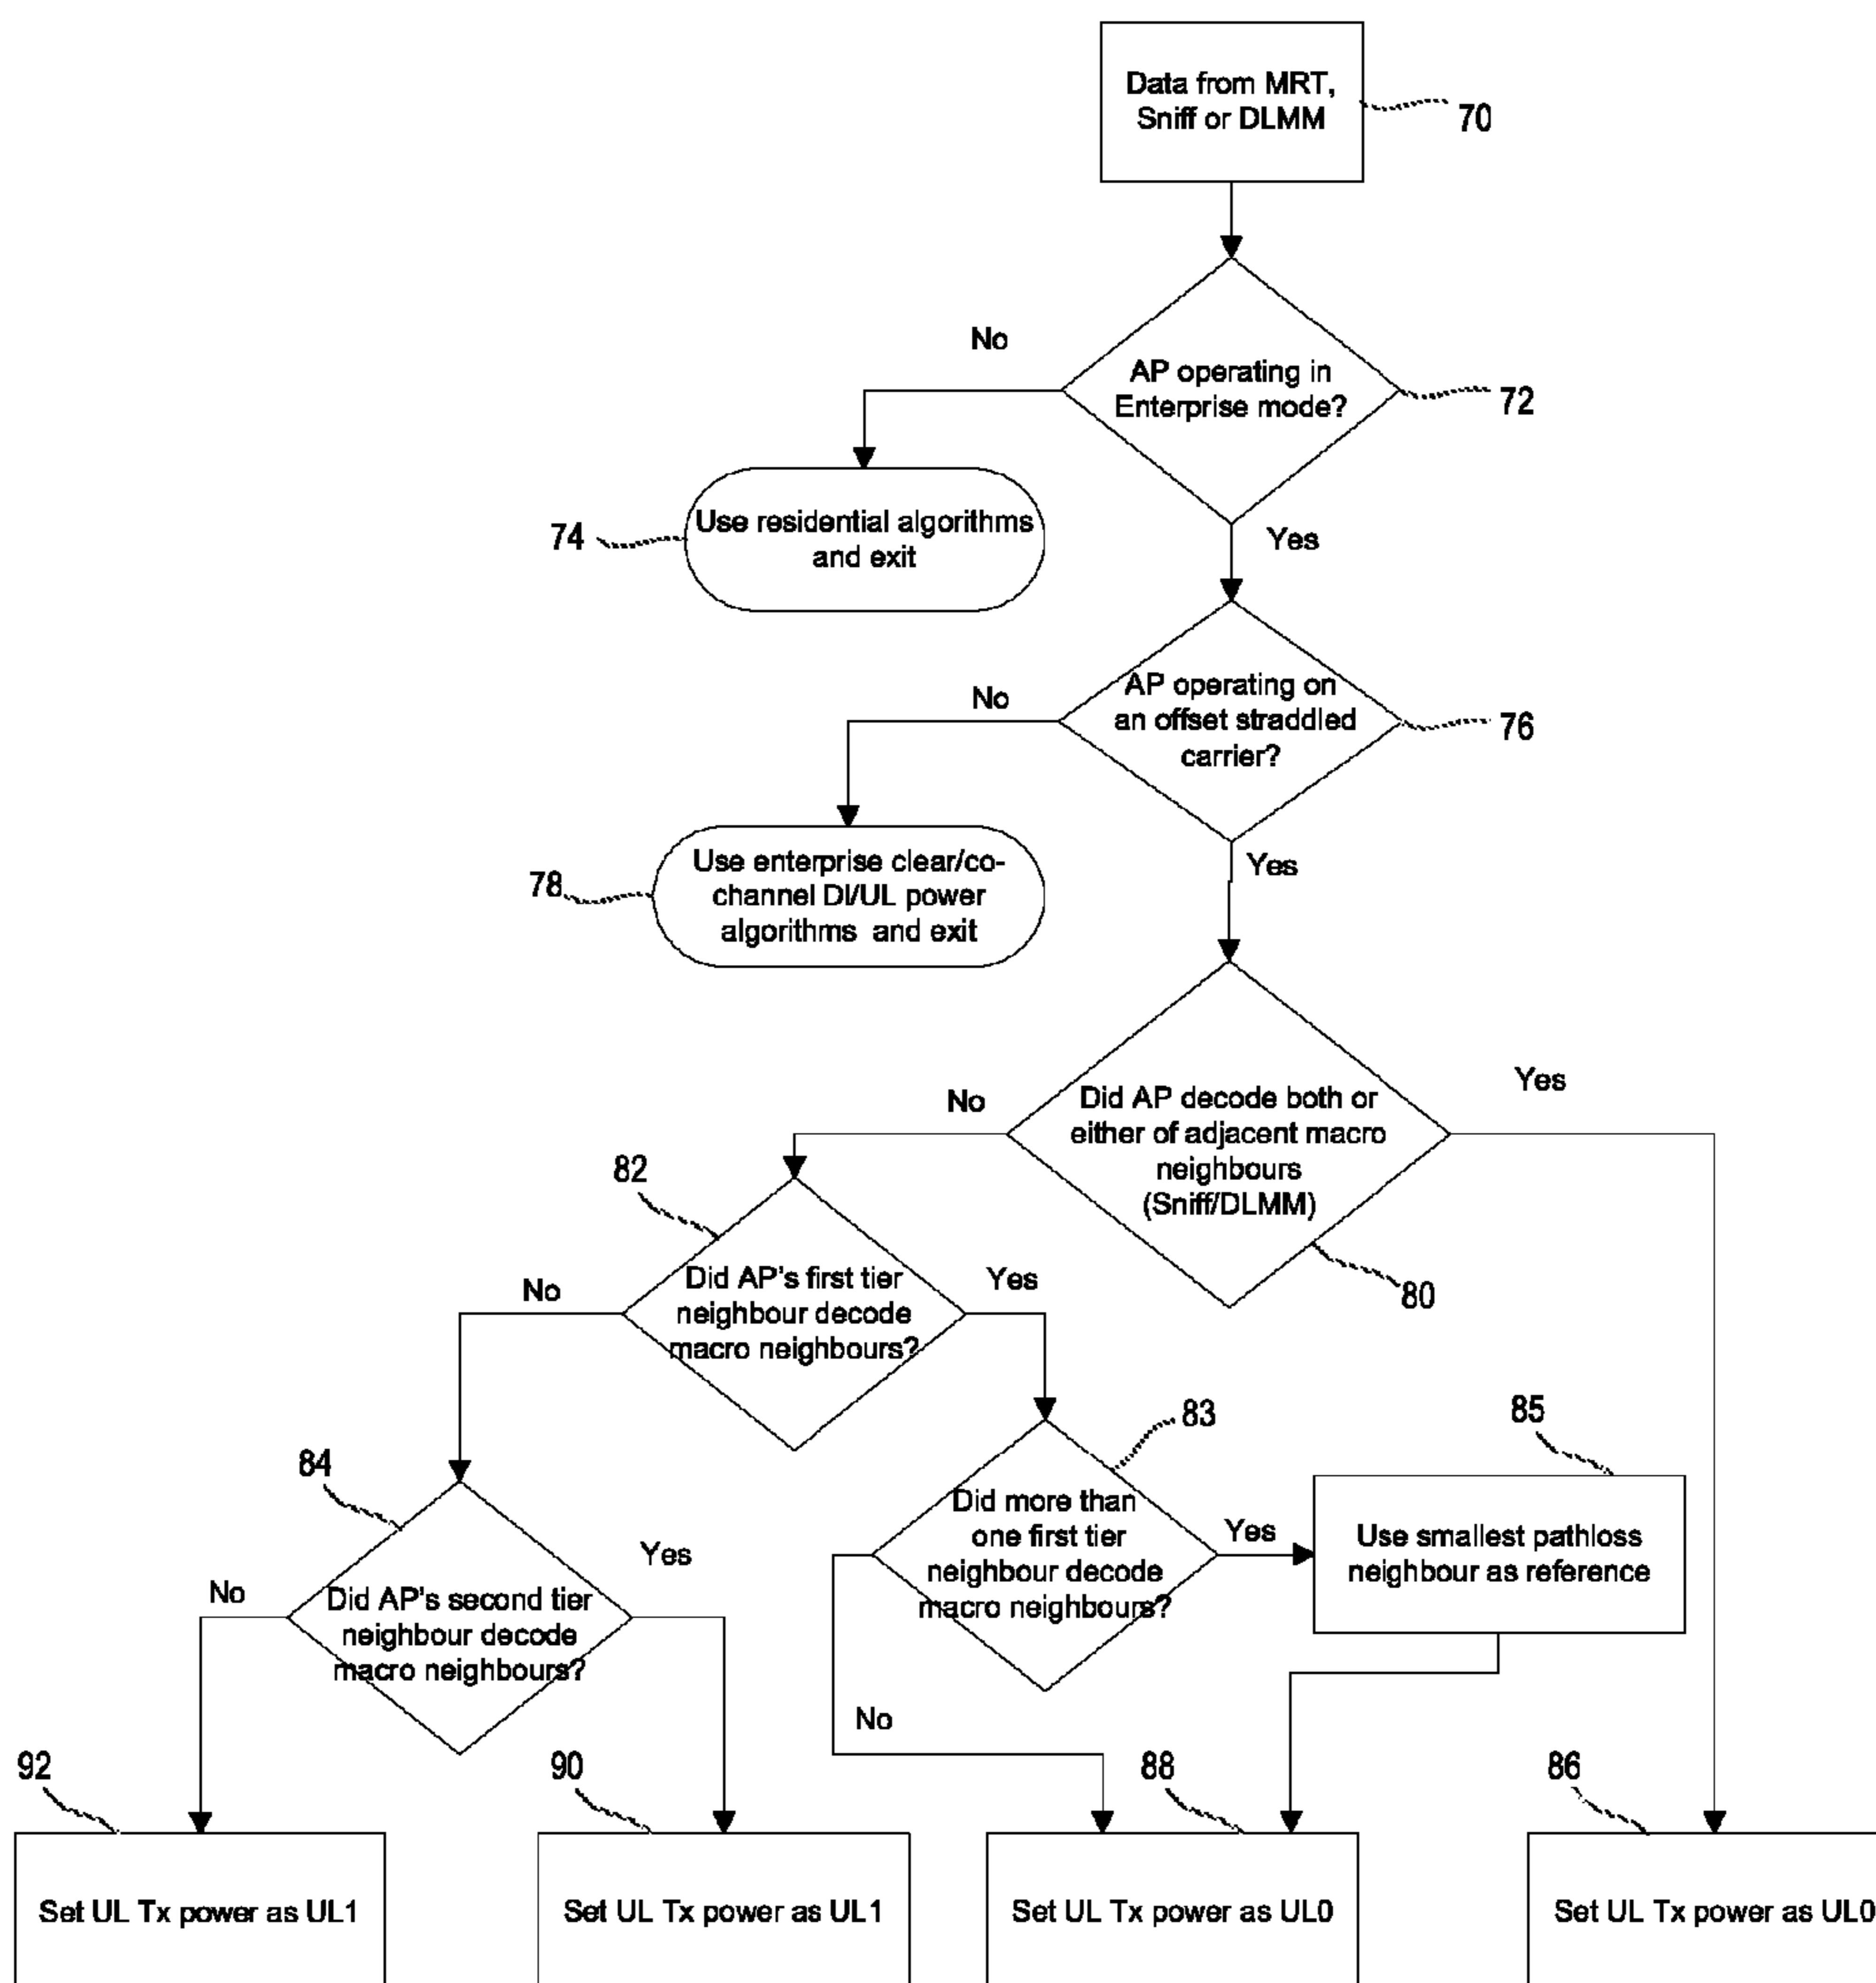 Data from MRT,
Sniff or DLMM
70
No
AP operating in
Enterprise mode?
72
Use residential algorithms
and exit
74
Yes
No
AP operating on
an offset straddled
carrier?
76
Use enterprise clear/co-
channel DI/UL power
algorithms and exit
78
Yes
Yes
No
Did AP decode both or
either of adjacent macro
neighbours
(Sniff/DLMM)
80
82
Did AP's first tier
neighbour decode
macro neighbours?
No
Yes
83
85
84
Did more than
one first tier
neighbour decode
macro neighbours?
Yes
Use smallest pathloss
neighbour as reference
Yes
No
Did AP's second tier
neighbour decode
macro neighbours?
No
92
90
88
86
Set UL Tx power as UL1
Set UL Tx power as UL1
Set UL Tx power as UL0
Set UL Tx power as UL0